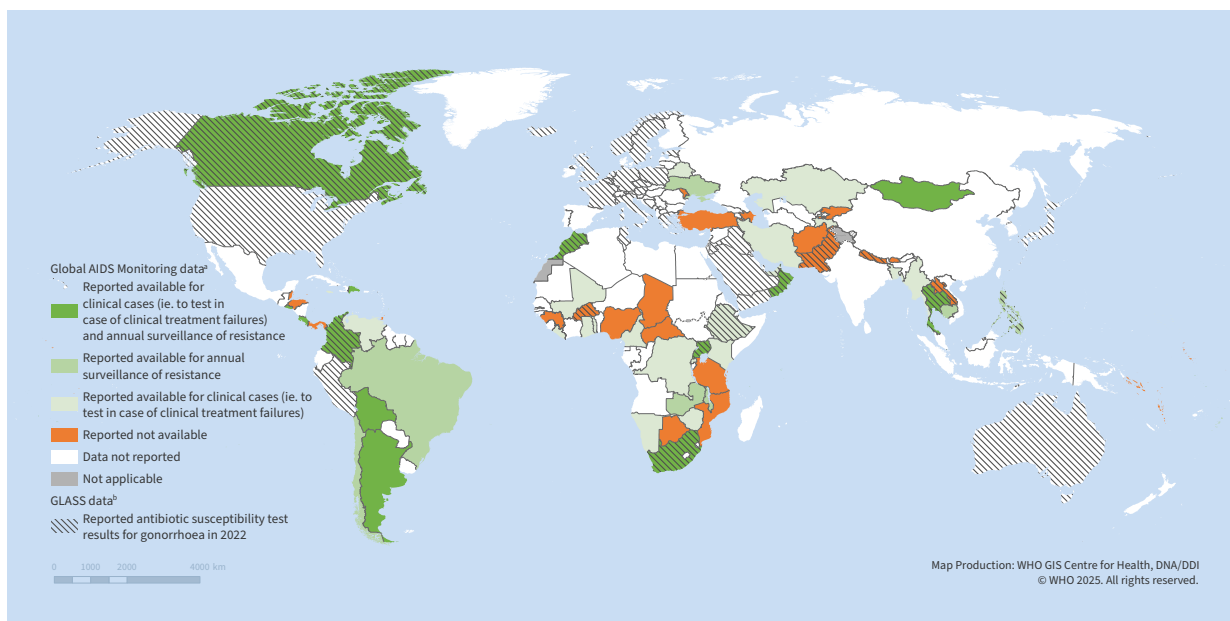 Global AIDS Monitoring dataᵃ
Reported available for
clinical cases (ie. to test in
case of clinical treatment failures)
and annual surveillance of resistance
Reported available for annual
surveillance of resistance
Reported available for clinical cases (ie. to
test in case of clinical treatment failures)
Reported not available
Data not reported
Not applicable
GLASS dataᵇ
Reported antibiotic susceptibility test
results for gonorrhoea in 2022
0 1000 2000 4000 km
Map Production: WHO GIS Centre for Health, DNA/DDI
© WHO 2025. All rights reserved.